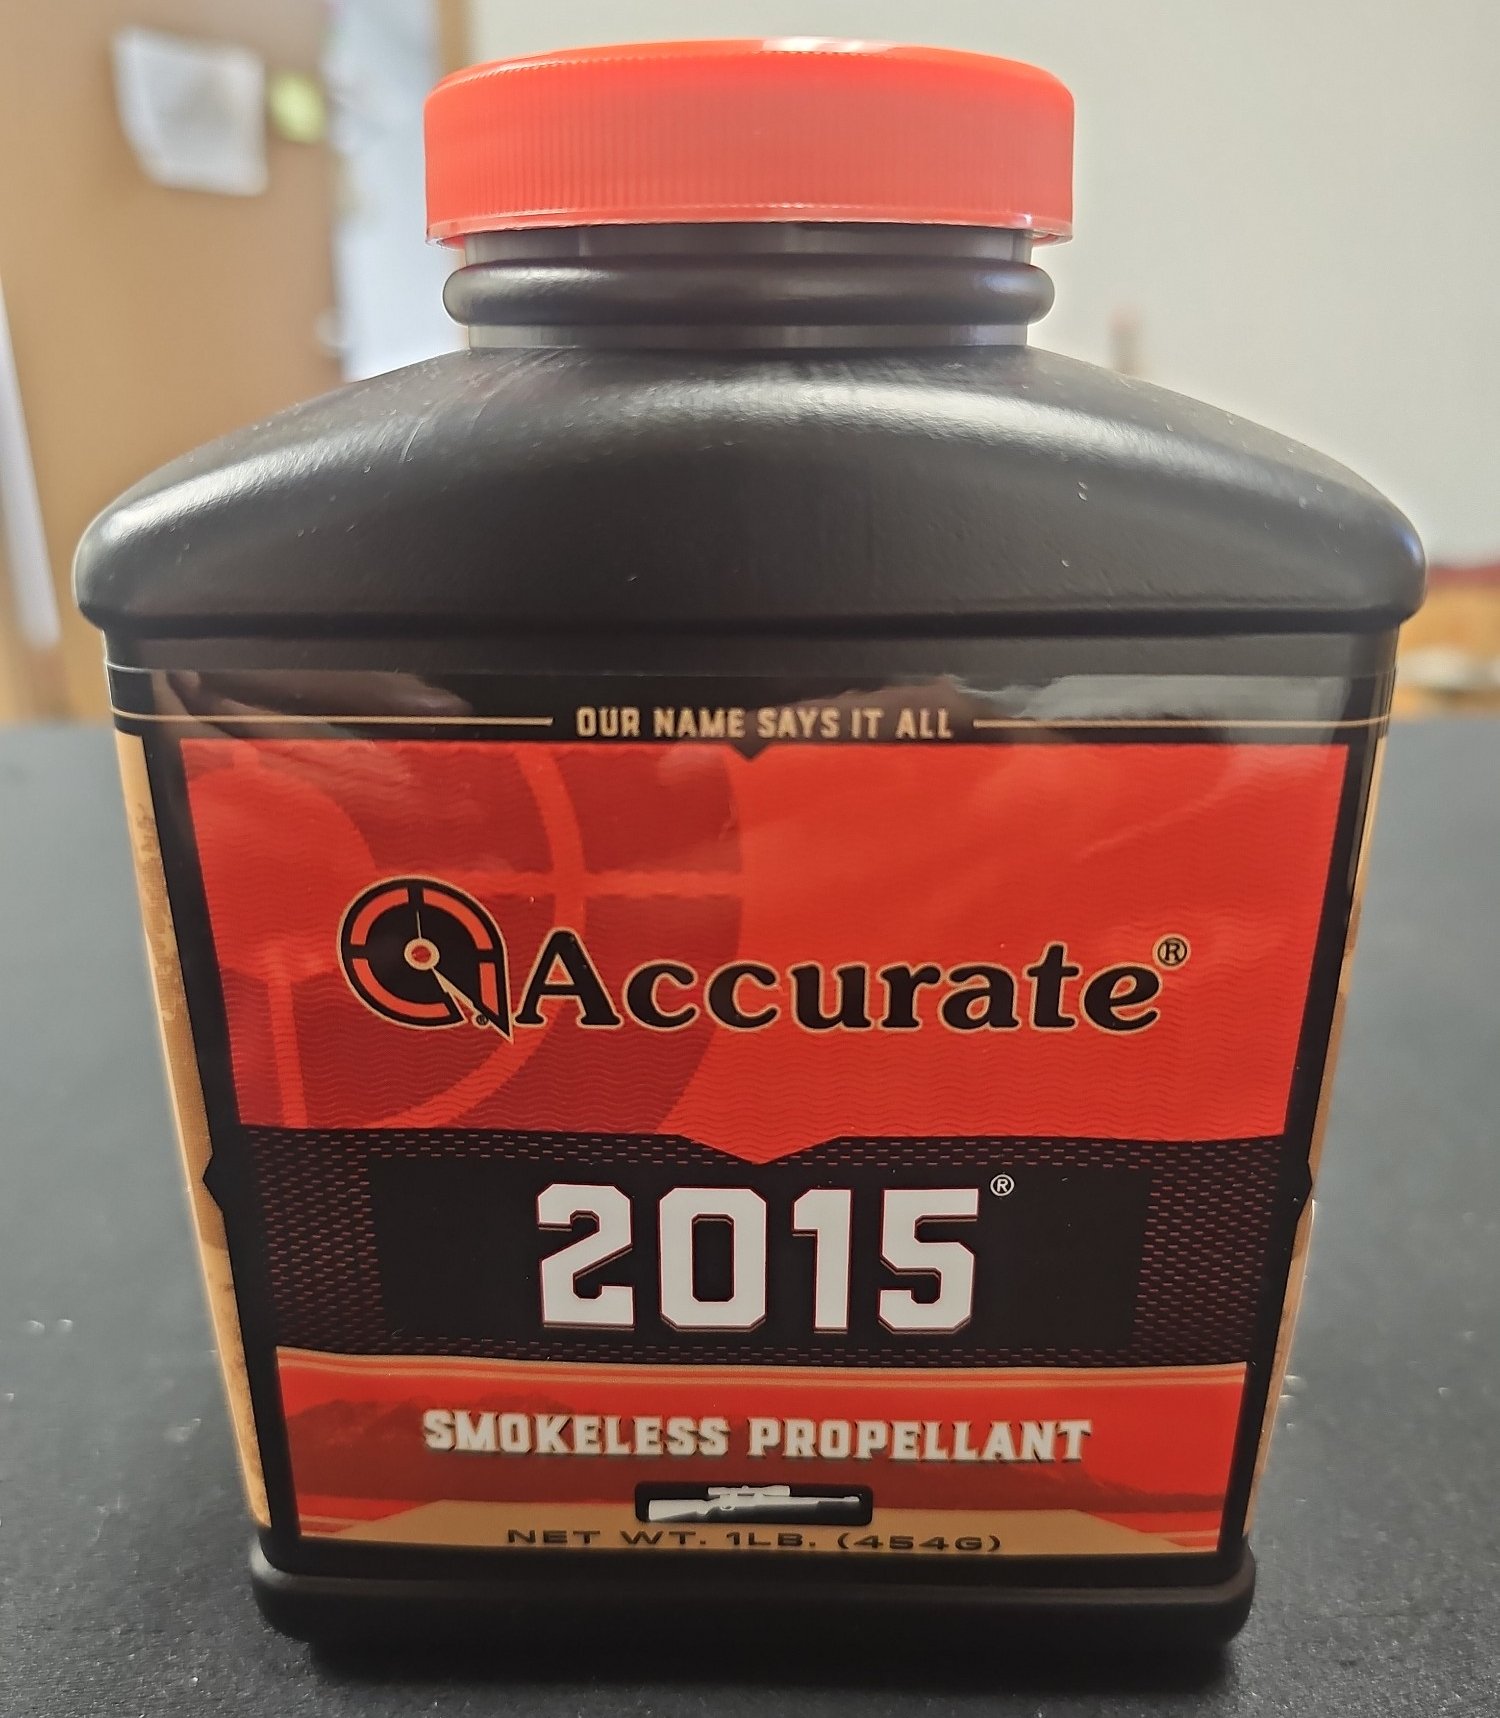 OUR NAME SAYS IT ALL
Accurate®
2015®
SMOKELESS PROPELLANT
NET WT. 1LB. (454G)